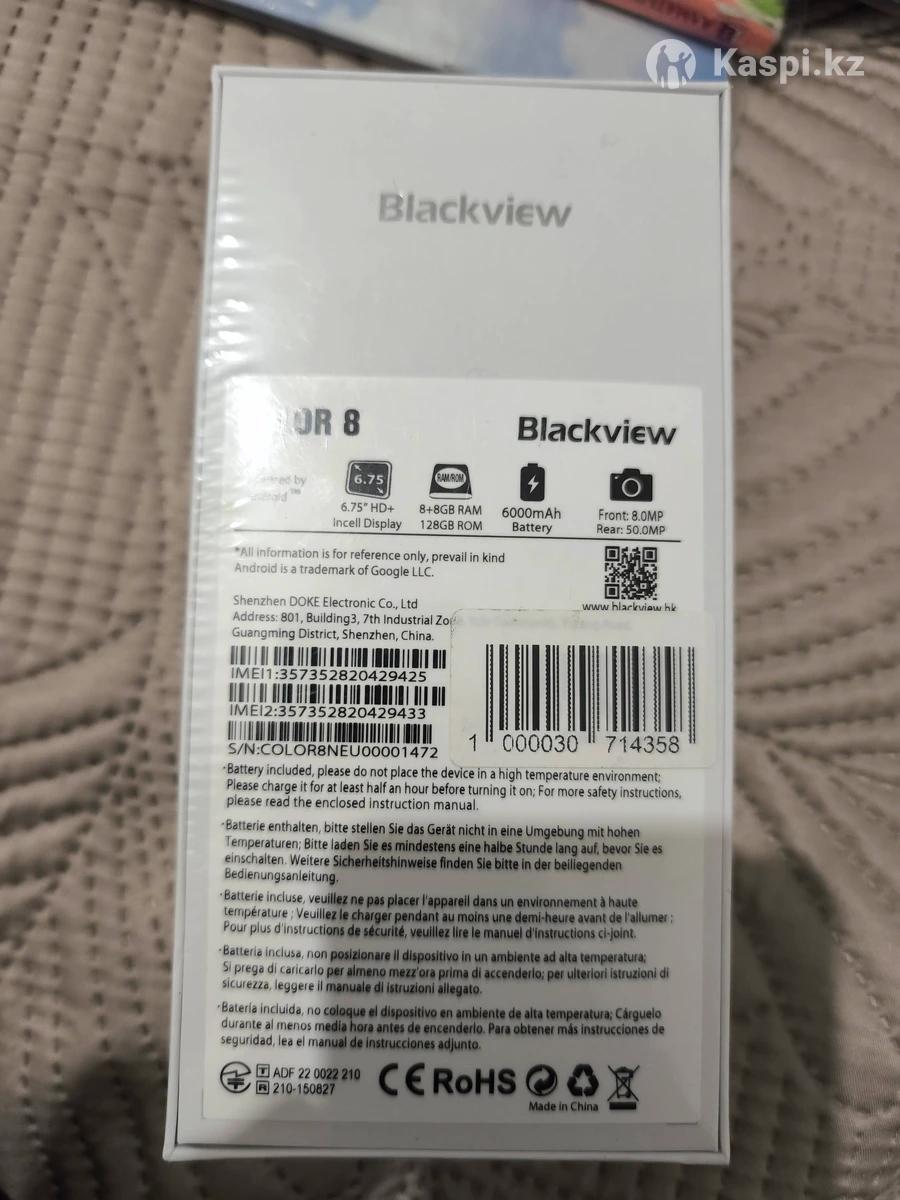 Kaspi.kz
Blackview
OR 8
Blackview
6.75
RAM/ROM
by
6.75" HD+
Incell Display
8+8GB RAM
128GB ROM
6000mAh
Battery
Front: 8.0MP
Rear: 50.0MP
*All information is for reference only, prevail in kind
Android is a trademark of Google LLC.
www.blackview.hk
Shenzhen DOKE Electronic Co., Ltd
Address: 801, Building3, 7th Industrial
Guangming District, Shenzhen, China.
IMEI1:357352820429425
IMEI2:357352820429433
S/N:COLOR8NEU00001472
1 000030 714358
·Battery included, please do not place the device in a high temperature environment;
Please charge it for at least half an hour before turning it on; For more safety instructions,
please read the enclosed instruction manual.
·Batterie enthalten, bitte stellen Sie das Gerät nicht in eine Umgebung mit hohen
Temperaturen; Bitte laden Sie es mindestens eine halbe Stunde lang auf, bevor Sie es
einschalten. Weitere Sicherheitshinweise finden Sie bitte in der beiliegenden
Bedienungsanleitung.
·Batterie incluse, veuillez ne pas placer l'appareil dans un environnement à haute
température ; Veuillez le charger pendant au moins une demi-heure avant de l'allumer ;
Pour plus d'instructions de sécurité, veuillez lire le manuel d'instructions ci-joint.
·Batteria inclusa, non posizionare il dispositivo in un ambiente ad alta temperatura;
Si prega di caricarlo per almeno mezz'ora prima di accenderlo; per ulteriori istruzioni di
sicurezza, leggere il manuale di istruzioni allegato.
·Batería incluida, no coloque el dispositivo en ambiente de alta temperatura; Cárguelo
durante al menos media hora antes de encenderlo. Para obtener más instrucciones de
seguridad, lea el manual de instrucciones adjunto.
T ADF 22 0022 210
R 210-150827
CE RoHS
Made in China